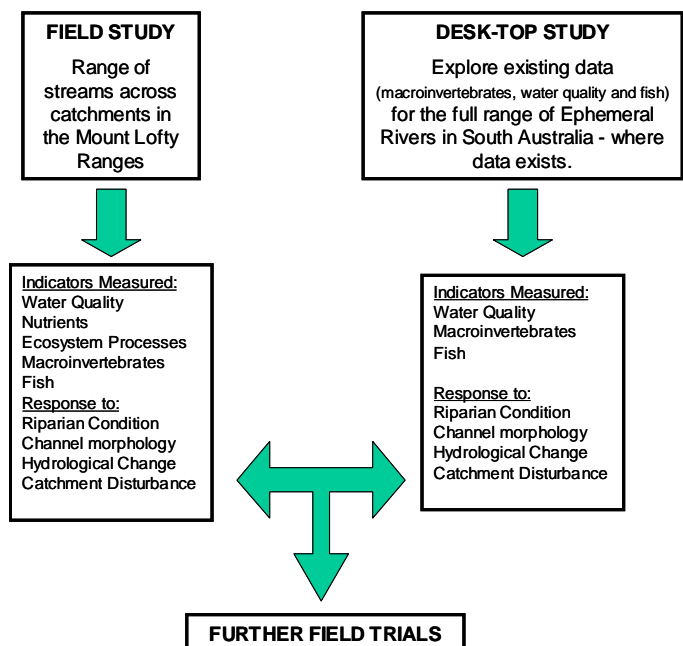 FIELD STUDY
Range of
streams across
catchments in
the Mount Lofty
Ranges
DESK-TOP STUDY
Explore existing data
(macroinvertebrates, water quality and fish)
for the full range of Ephemeral
Rivers in South Australia - where
data exists.
Indicators Measured:
Water Quality
Nutrients
Ecosystem Processes
Macroinvertebrates
Fish
Response to:
Riparian Condition
Channel morphology
Hydrological Change
Catchment Disturbance
Indicators Measured:
Water Quality
Macroinvertebrates
Fish
Response to:
Riparian Condition
Channel morphology
Hydrological Change
Catchment Disturbance
FURTHER FIELD TRIALS